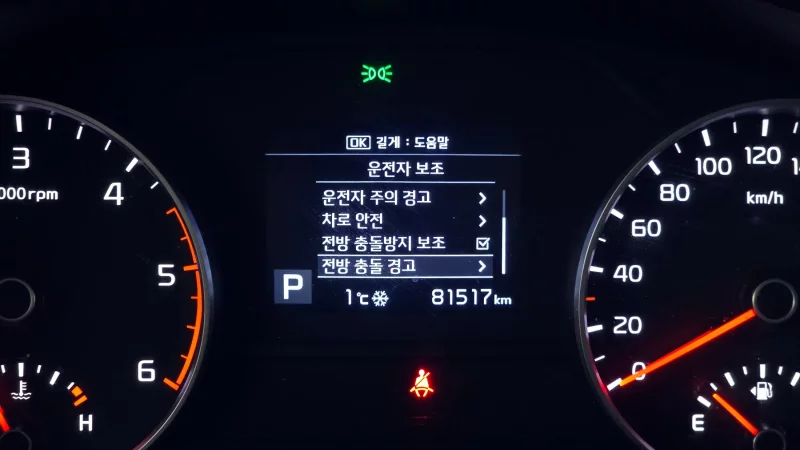 OK 길게 : 도움말
운전자 보조
운전자 주의 경고
차로 안전
전방 충돌방지 보조
전방 충돌 경고
P
1℃
81517km
3
4
5
6
000rpm
H
0
20
40
60
80
100
120
km/h
E